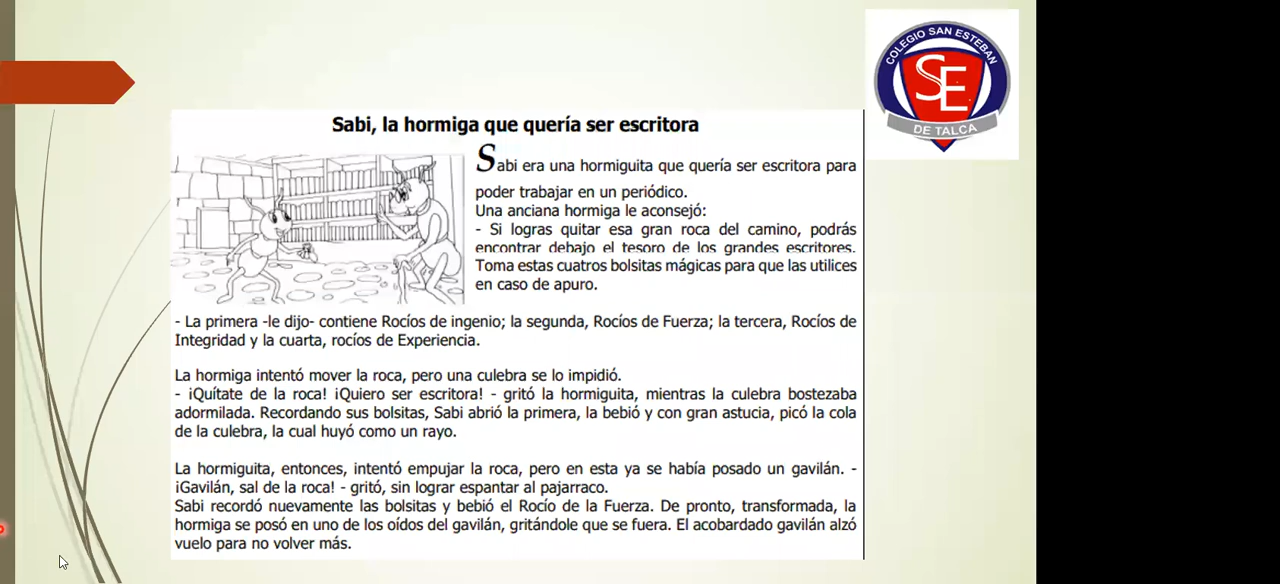 COLEGIO SAN ESTEBAN
SE
DE TALCA
Sabi, la hormiga que quería ser escritora
Sabi era una hormiguita que quería ser escritora para
poder trabajar en un periódico.
Una anciana hormiga le aconsejó:
- Si logras quitar esa gran roca del camino, podrás
encontrar debajo el tesoro de los grandes escritores.
Toma estas cuatros bolsitas mágicas para que las utilices
en caso de apuro.
- La primera -le dijo- contiene Rocíos de ingenio; la segunda, Rocíos de Fuerza; la tercera, Rocíos de
Integridad y la cuarta, rocíos de Experiencia.
La hormiga intentó mover la roca, pero una culebra se lo impidió.
- ¡Quítate de la roca! ¡Quiero ser escritora! - gritó la hormiguita, mientras la culebra bostezaba
adormilada. Recordando sus bolsitas, Sabi abrió la primera, la bebió y con gran astucia, picó la cola
de la culebra, la cual huyó como un rayo.
La hormiguita, entonces, intentó empujar la roca, pero en esta ya se había posado un gavilán. -
¡Gavilán, sal de la roca! - gritó, sin lograr espantar al pajarraco.
Sabi recordó nuevamente las bolsitas y bebió el Rocío de la Fuerza. De pronto, transformada, la
hormiga se posó en uno de los oídos del gavilán, gritándole que se fuera. El acobardado gavilán alzó
vuelo para no volver más.